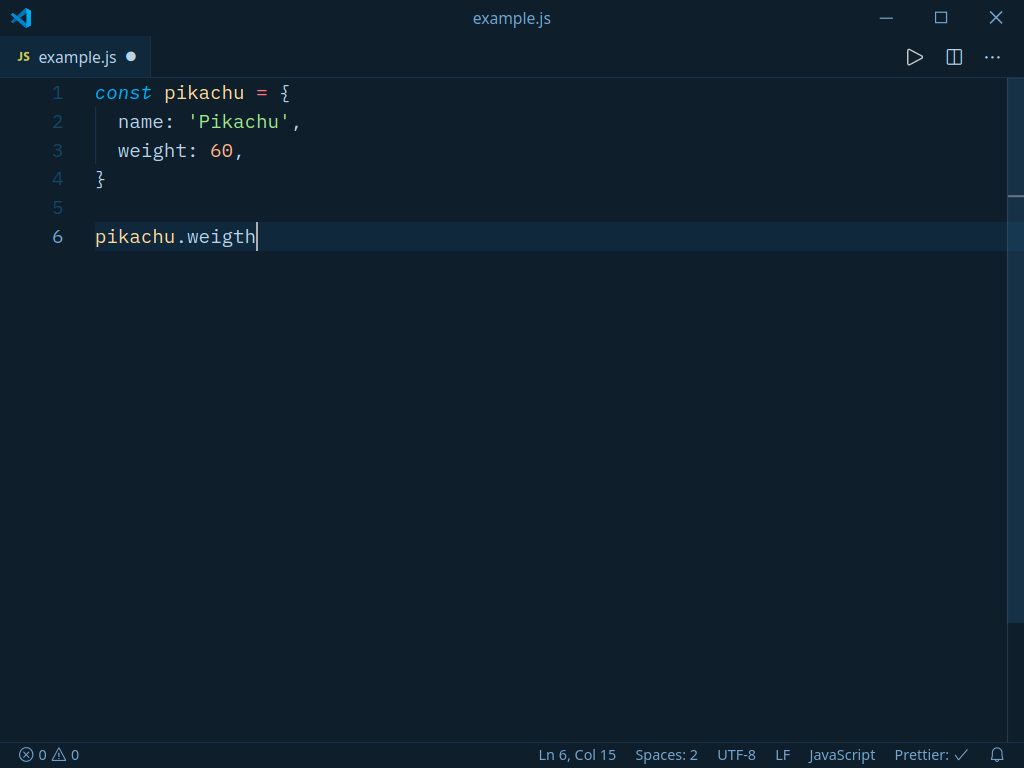 example.js
JS example.js
1 const pikachu = {
2   name: 'Pikachu',
3   weight: 60,
4 }
5
6 pikachu.weigth
0 0 Ln 6, Col 15 Spaces: 2 UTF-8 LF JavaScript Prettier: ✓